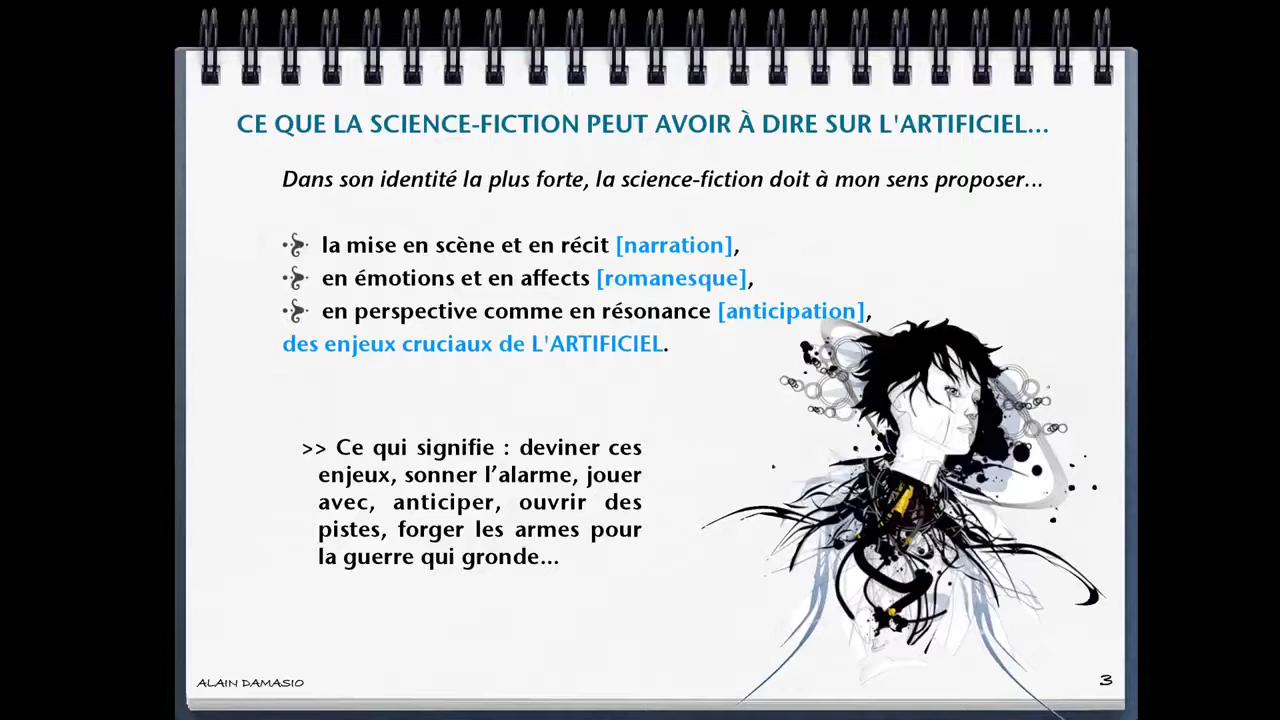 CE QUE LA SCIENCE-FICTION PEUT AVOIR À DIRE SUR L'ARTIFICIEL...
Dans son identité la plus forte, la science-fiction doit à mon sens proposer...
la mise en scène et en récit [narration],
en émotions et en affects [romanesque],
en perspective comme en résonance [anticipation],
des enjeux cruciaux de L'ARTIFICIEL.
>> Ce qui signifie : deviner ces
enjeux, sonner l’alarme, jouer
avec, anticiper, ouvrir des
pistes, forger les armes pour
la guerre qui gronde...
ALAIN DAMASIO
3